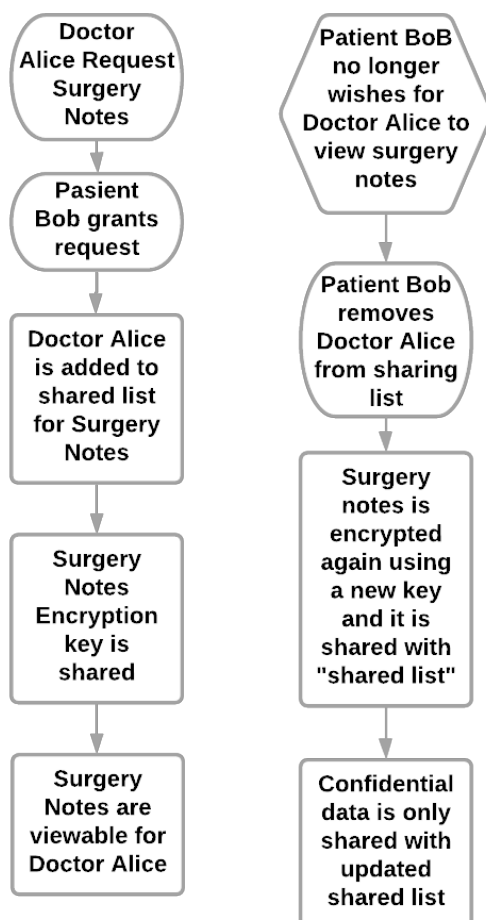 Doctor
Alice Request
Surgery
Notes
Pasient
Bob grants
request
Doctor Alice
is added to
shared list
for Surgery
Notes
Surgery
Notes
Encryption
key is
shared
Surgery
Notes are
viewable for
Doctor Alice
Patient BoB
no longer
wishes for
Doctor Alice to
view surgery
notes
Patient Bob
removes
Doctor Alice
from sharing
list
Surgery
notes is
encrypted
again using
a new key
and it is
shared with
"shared list"
Confidential
data is only
shared with
updated
shared list